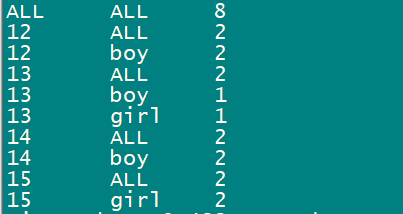 ALL ALL 8
12 ALL 2
12 boy 2
13 ALL 2
13 boy 1
13 girl 1
14 ALL 2
14 boy 2
15 ALL 2
15 girl 2